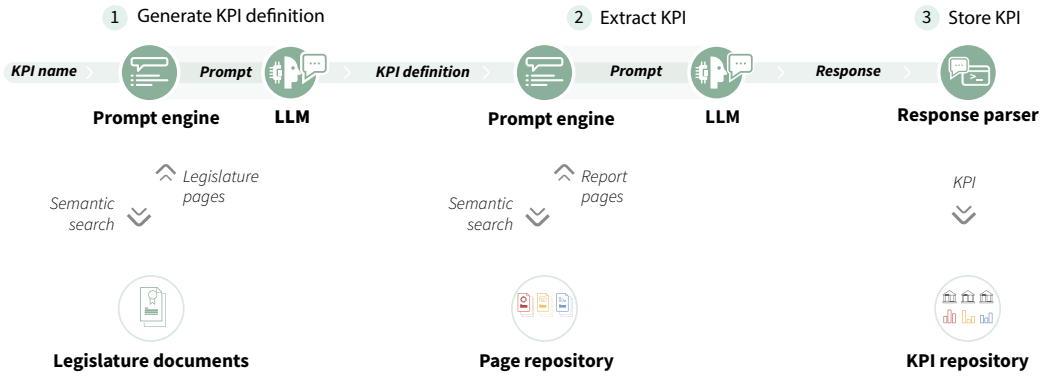 1 Generate KPI definition
2 Extract KPI
3 Store KPI
KPI name
Prompt
KPI definition
Prompt
Response
Prompt engine
LLM
Prompt engine
LLM
Response parser
Legislature
pages
Semantic
search
Report
pages
Semantic
search
KPI
Legislature documents
Page repository
KPI repository